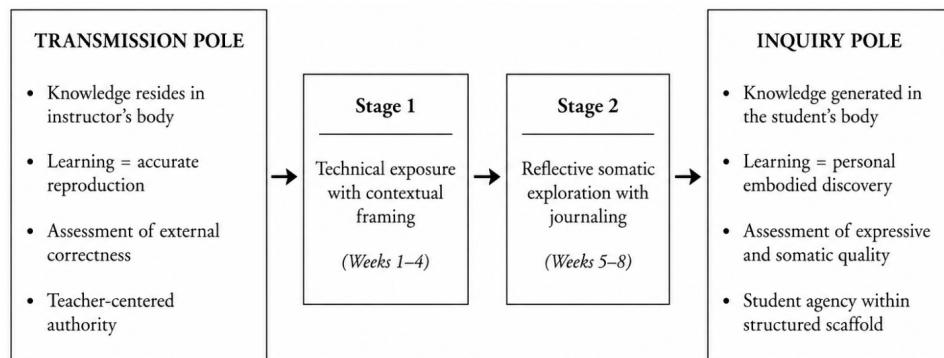 TRANSMISSION POLE
• Knowledge resides in
instructor's body
• Learning = accurate
reproduction
• Assessment of external
correctness
• Teacher-centered
authority
Stage 1
Technical exposure
with contextual
framing
(Weeks 1–4)
Stage 2
Reflective somatic
exploration with
journaling
(Weeks 5–8)
INQUIRY POLE
• Knowledge generated in
the student's body
• Learning = personal
embodied discovery
• Assessment of expressive
and somatic quality
• Student agency within
structured scaffold